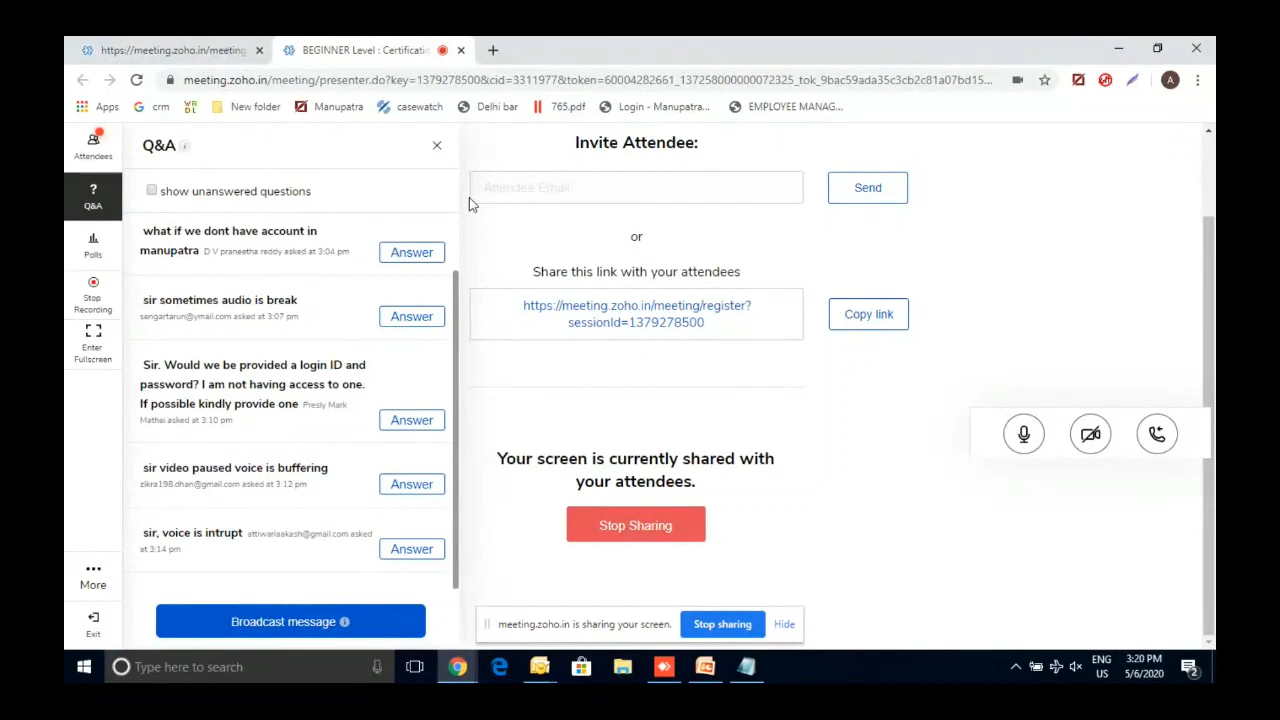 https://meeting.zoho.in/meeting
BEGINNER Level : Certificatio
meeting.zoho.in/meeting/presenter.do?key=1379278500&cid=3311977&token=60004282661_137258000000072325_tok_9bac59ada35c3cb2c81a07bd15...
A
Apps
crm
New folder
Manupatra
casewatch
Delhi bar
765.pdf
Login - Manupatra...
EMPLOYEE MANAG...
Attendees
?
Q&A
Polls
Stop
Recording
Enter
Fullscreen
More
Exit
Q&A
show unanswered questions
what if we dont have account in
manupatra D V praneetha reddy asked at 3:04 pm
Answer
sir sometimes audio is break
sengartarun@ymail.com asked at 3:07 pm
Answer
Sir. Would we be provided a login ID and
password? I am not having access to one.
If possible kindly provide one Presly Mark
Mathai asked at 3:10 pm
Answer
sir video paused voice is buffering
zikra198.dhan@gmail.com asked at 3:12 pm
Answer
sir, voice is intrupt attiwariaakash@gmail.com asked
at 3:14 pm
Answer
Broadcast message
Invite Attendee:
Attendee Email
Send
or
Share this link with your attendees
https://meeting.zoho.in/meeting/register?
sessionId=1379278500
Copy link
Your screen is currently shared with
your attendees.
Stop Sharing
meeting.zoho.in is sharing your screen.
Stop sharing
Hide
Type here to search
ENG
US
3:20 PM
5/6/2020
2